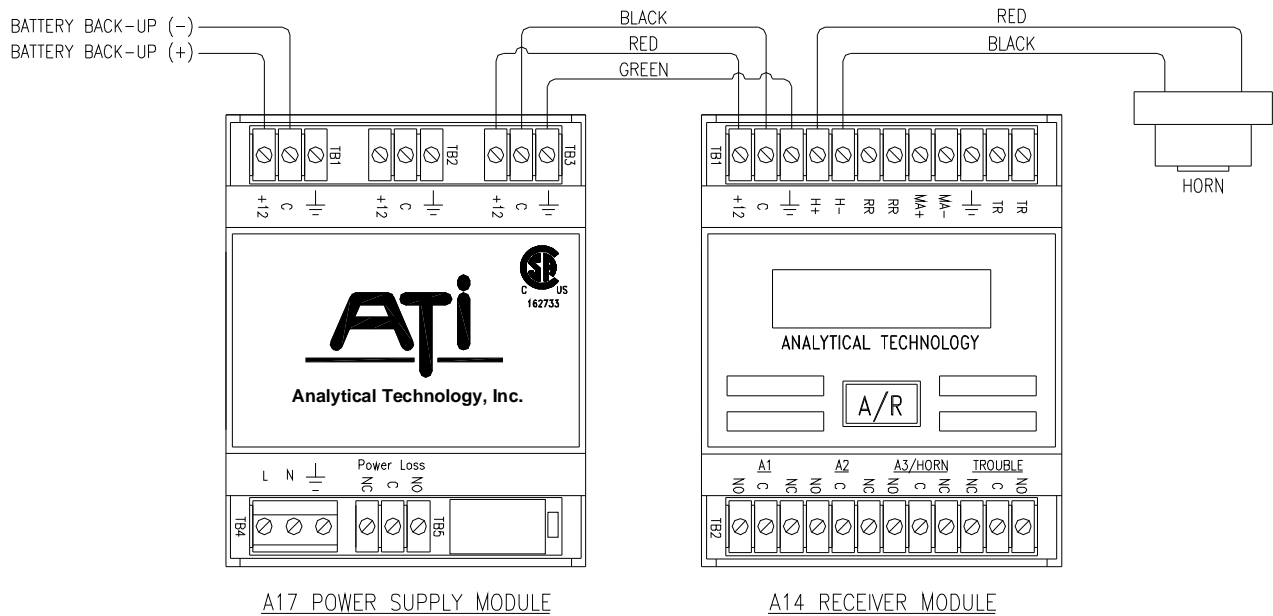 BATTERY BACK-UP (-)
BATTERY BACK-UP (+)
BLACK
RED
GREEN
RED
BLACK
HORN
TB1
TB2
TB3
+12 C
+12 C
+12 C
TB1
+12 C H+ H- RR RR MA+ MA- TR TR
ATi
Analytical Technology, Inc.
CSA
C US
162733
ANALYTICAL TECHNOLOGY
A/R
L N
Power Loss
NC C NO
TB4
TB5
A1 A2 A3/HORN TROUBLE
NO C NC NO C NC NO C NC NC C NO
TB2
A17 POWER SUPPLY MODULE
A14 RECEIVER MODULE